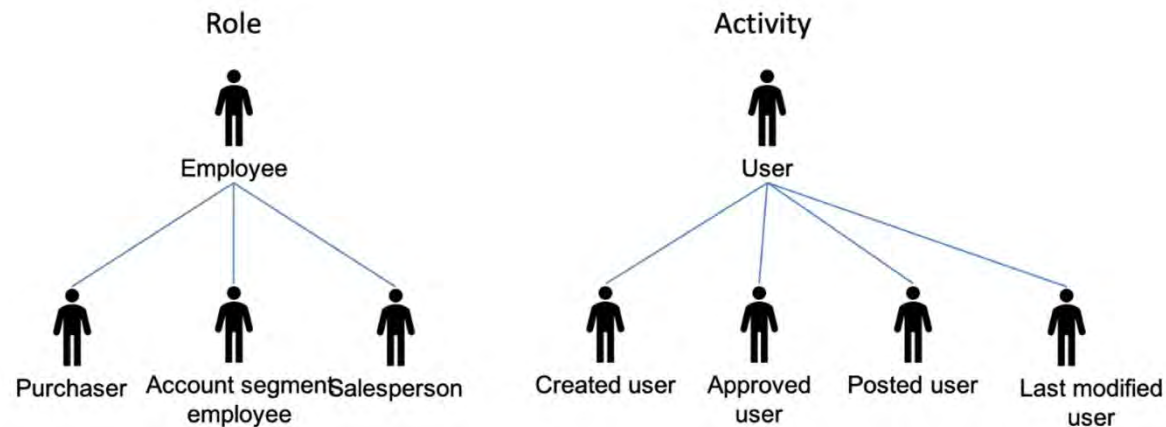 Role
Activity
Employee
User
Purchaser
Account segment
employee
Salesperson
Created user
Approved
user
Posted user
Last modified
user